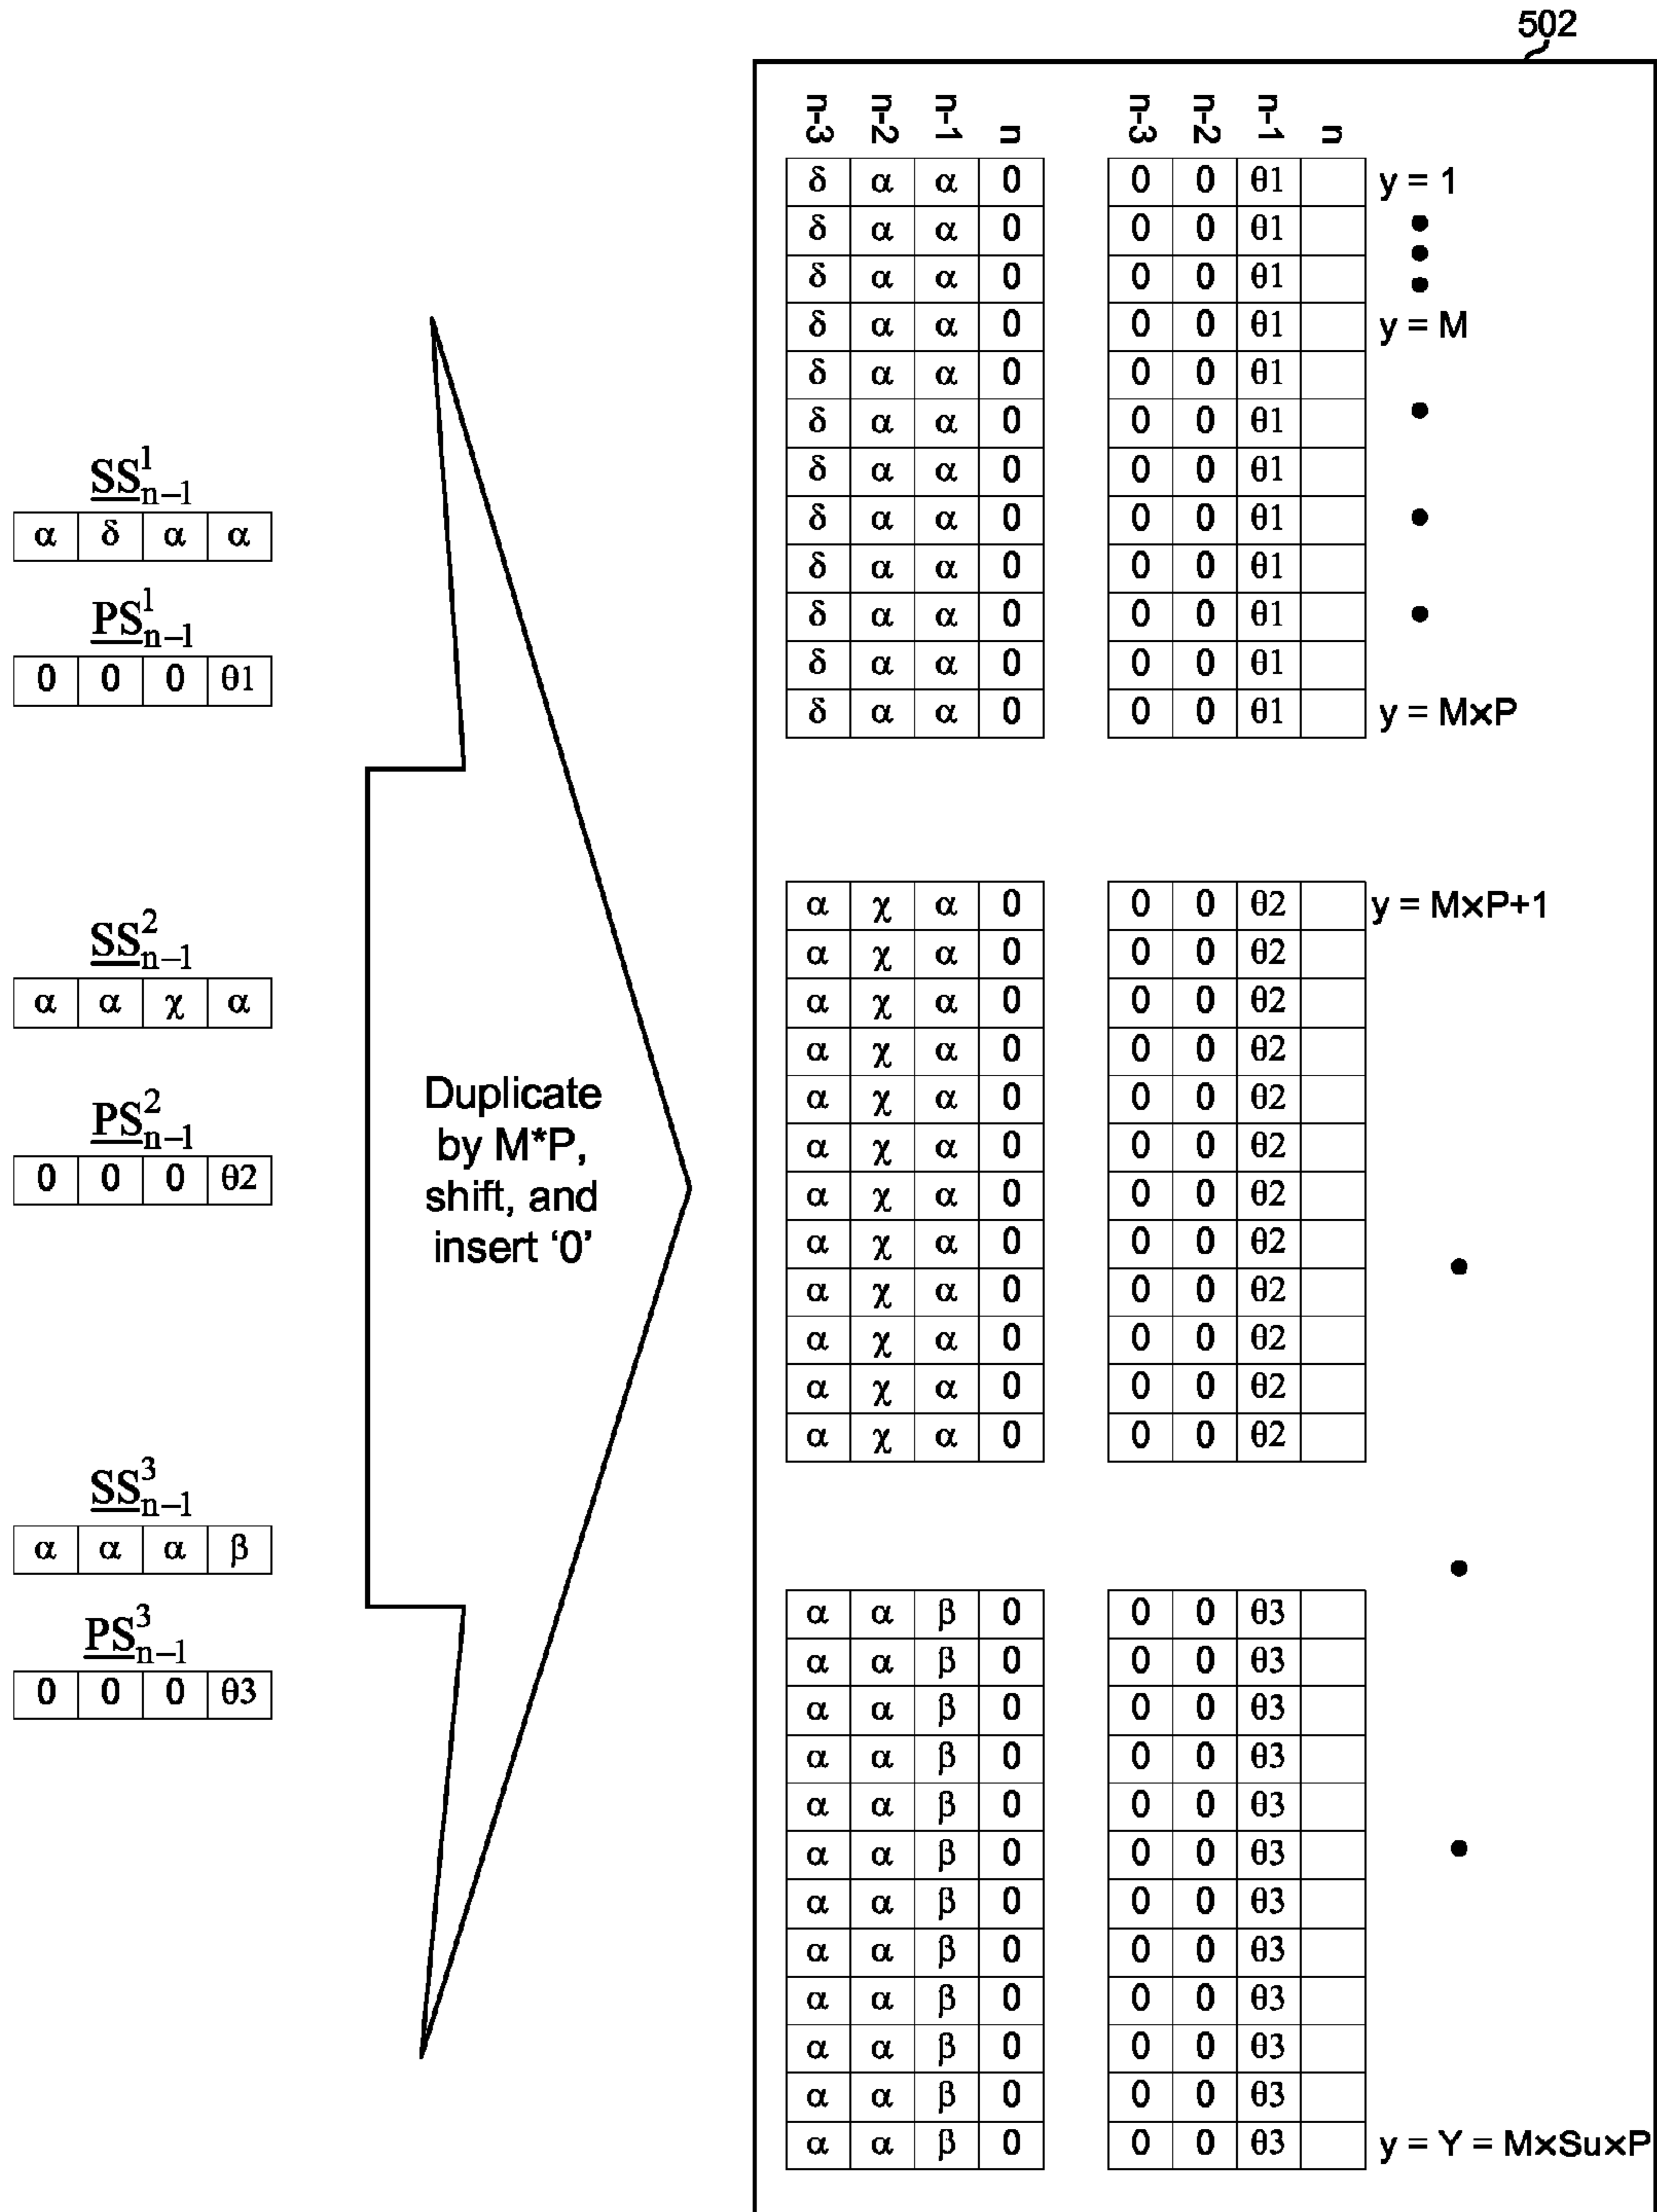 502
SS¹ₙ₋₁
α δ α α
PS¹ₙ₋₁
0 0 0 θ1
SS²ₙ₋₁
α α χ α
PS²ₙ₋₁
0 0 0 θ2
SS³ₙ₋₁
α α α β
PS³ₙ₋₁
0 0 0 θ3
Duplicate
by M*P,
shift, and
insert ‘0’
n-3 n-2 n-1 n n-3 n-2 n-1 n
δ α α 0 0 0 θ1 y = 1
δ α α 0 0 0 θ1
δ α α 0 0 0 θ1
δ α α 0 0 0 θ1 y = M
δ α α 0 0 0 θ1
δ α α 0 0 0 θ1
δ α α 0 0 0 θ1
δ α α 0 0 0 θ1
δ α α 0 0 0 θ1
δ α α 0 0 0 θ1
δ α α 0 0 0 θ1
δ α α 0 0 0 θ1 y = M×P
α χ α 0 0 0 θ2 y = M×P+1
α χ α 0 0 0 θ2
α χ α 0 0 0 θ2
α χ α 0 0 0 θ2
α χ α 0 0 0 θ2
α χ α 0 0 0 θ2
α χ α 0 0 0 θ2
α χ α 0 0 0 θ2
α χ α 0 0 0 θ2
α χ α 0 0 0 θ2
α χ α 0 0 0 θ2
α χ α 0 0 0 θ2
α α β 0 0 0 θ3
α α β 0 0 0 θ3
α α β 0 0 0 θ3
α α β 0 0 0 θ3
α α β 0 0 0 θ3
α α β 0 0 0 θ3
α α β 0 0 0 θ3
α α β 0 0 0 θ3
α α β 0 0 0 θ3
α α β 0 0 0 θ3
α α β 0 0 0 θ3
α α β 0 0 0 θ3 y = Y = M×Su×P